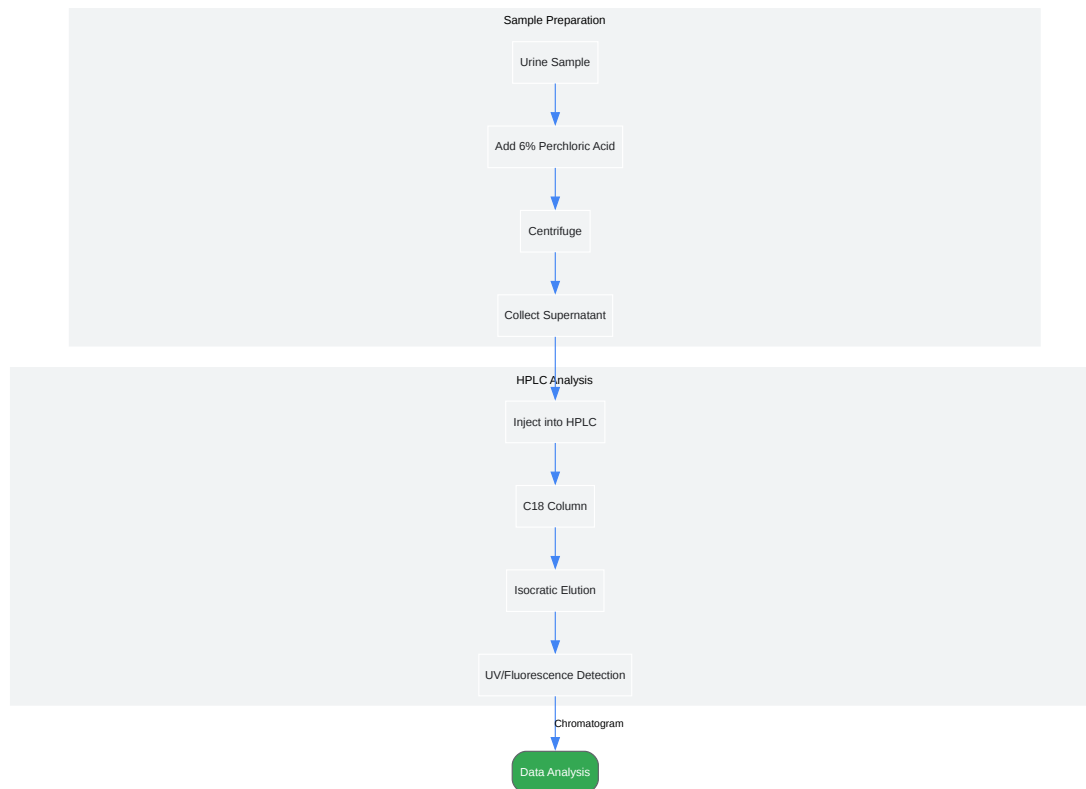 Sample Preparation
Urine Sample
Add 6% Perchloric Acid
Centrifuge
Collect Supernatant
HPLC Analysis
Inject into HPLC
C18 Column
Isocratic Elution
UV/Fluorescence Detection
Chromatogram
Data Analysis